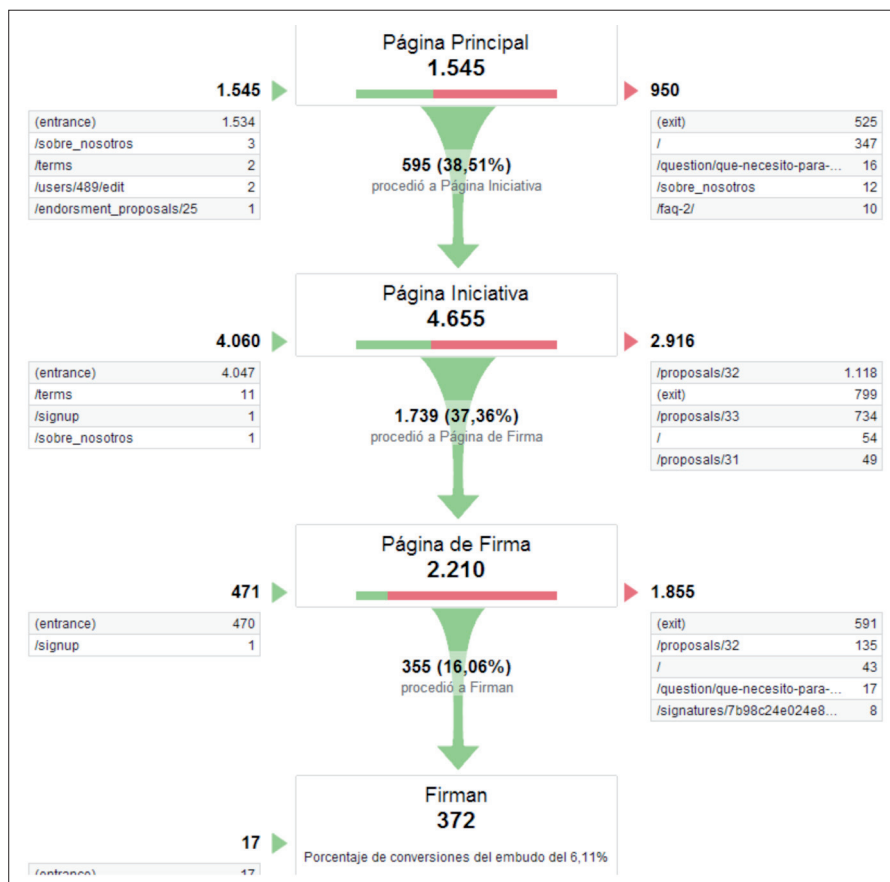 Página Principal
1.545
1.545
950
(entrance) 1.534
/sobre_nosotros 3
/terms 2
/users/489/edit 2
/endorsment_proposals/25 1
595 (38,51%)
procedió a Página Iniciativa
(exit) 525
/ 347
/question/que-necesito-para-... 16
/sobre_nosotros 12
/faq-2/ 10
Página Iniciativa
4.655
4.060
2.916
(entrance) 4.047
/terms 11
/signup 1
/sobre_nosotros 1
1.739 (37,36%)
procedió a Página de Firma
/proposals/32 1.118
(exit) 799
/proposals/33 734
/ 54
/proposals/31 49
Página de Firma
2.210
471
1.855
(entrance) 470
/signup 1
355 (16,06%)
procedió a Firman
(exit) 591
/proposals/32 135
/ 43
/question/que-necesito-para-... 17
/signatures/7b98c24e024e8... 8
Firman
372
17
Porcentaje de conversiones del embudo del 6,11%
(entrance) 17